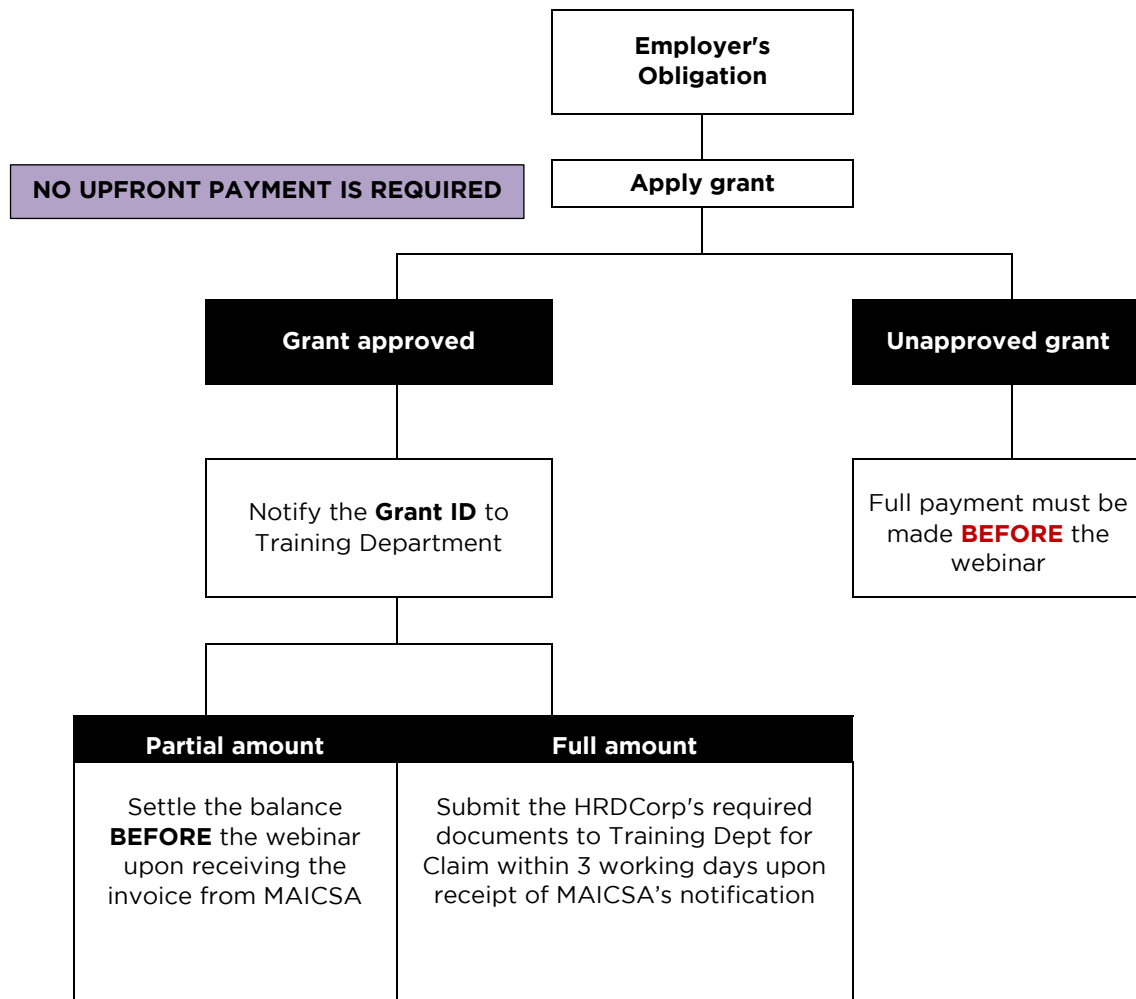 Employer's
Obligation
NO UPFRONT PAYMENT IS REQUIRED
Apply grant
Grant approved
Unapproved grant
Notify the Grant ID to
Training Department
Full payment must be
made BEFORE the
webinar
Partial amount
Full amount
Settle the balance
BEFORE the webinar
upon receiving the
invoice from MAICSA
Submit the HRDCorp's required
documents to Training Dept for
Claim within 3 working days upon
receipt of MAICSA’s notification